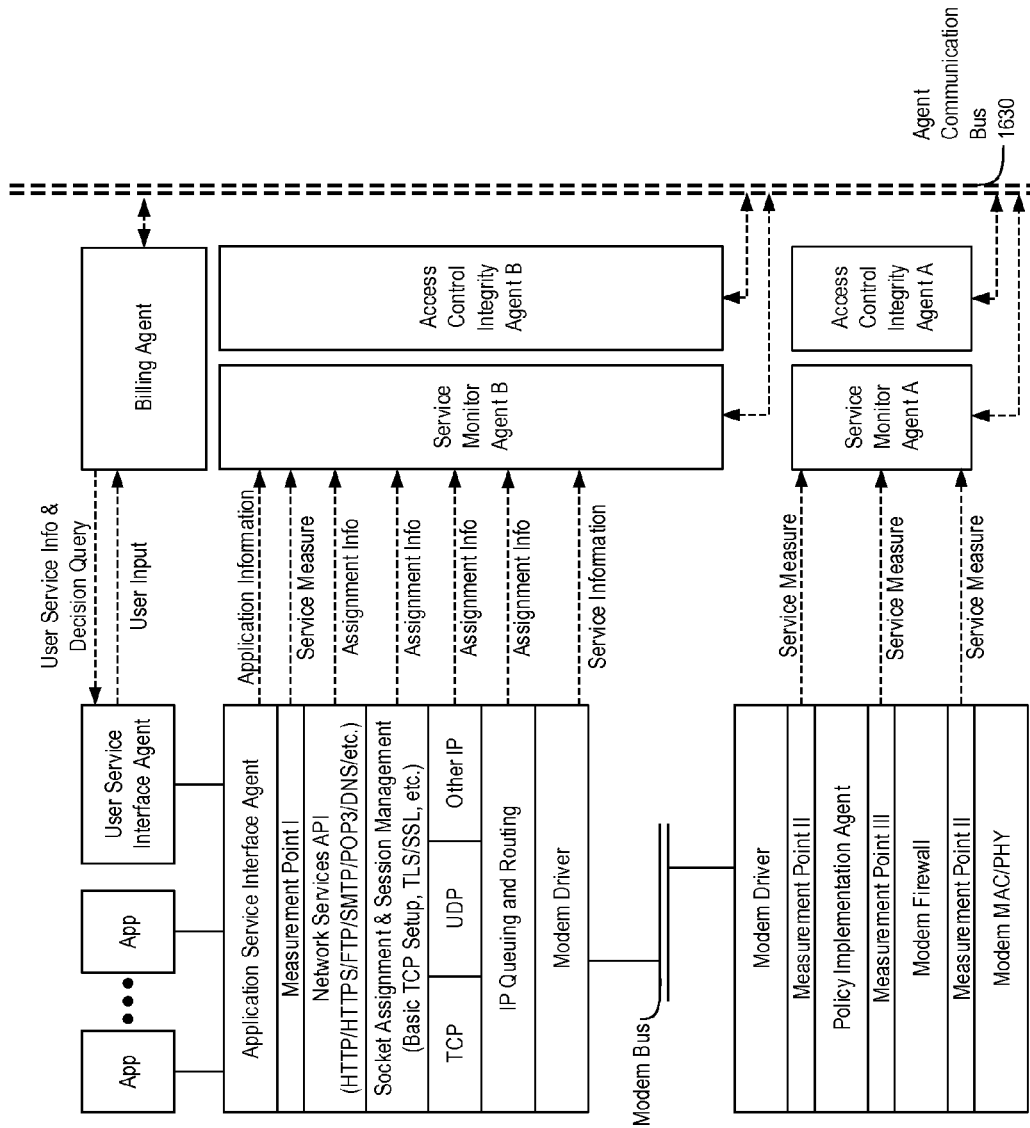 App
App
User Service
Interface Agent
User Service Info &
Decision Query
User Input
Billing Agent
Application Service Interface Agent
Measurement Point I
Network Services API
(HTTP/HTTPS/FTP/SMTP/POP3/DNS/etc.)
Socket Assignment & Session Management
(Basic TCP Setup, TLS/SSL, etc.)
TCP
UDP
Other IP
IP Queuing and Routing
Modem Driver
Application Information
Service Measure
Assignment Info
Assignment Info
Assignment Info
Assignment Info
Service Information
Service
Monitor
Agent B
Access
Control
Integrity
Agent B
Modem Bus
Modem Driver
Measurement Point II
Policy Implementation Agent
Measurement Point III
Modem Firewall
Measurement Point II
Modem MAC/PHY
Service Measure
Service Measure
Service Measure
Service
Monitor
Agent A
Access
Control
Integrity
Agent A
Agent
Communication
Bus
1630